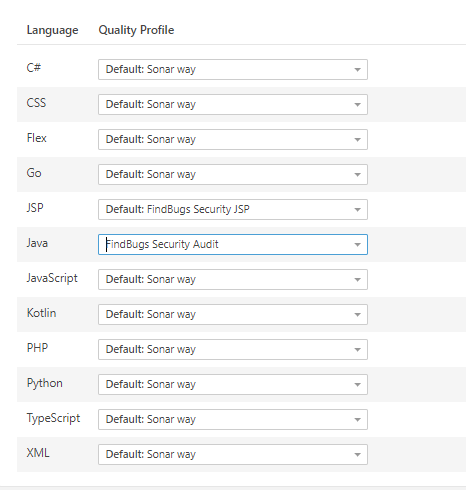 Language Quality Profile
C# Default: Sonar way
CSS Default: Sonar way
Flex Default: Sonar way
Go Default: Sonar way
JSP Default: FindBugs Security JSP
Java FindBugs Security Audit
JavaScript Default: Sonar way
Kotlin Default: Sonar way
PHP Default: Sonar way
Python Default: Sonar way
TypeScript Default: Sonar way
XML Default: Sonar way